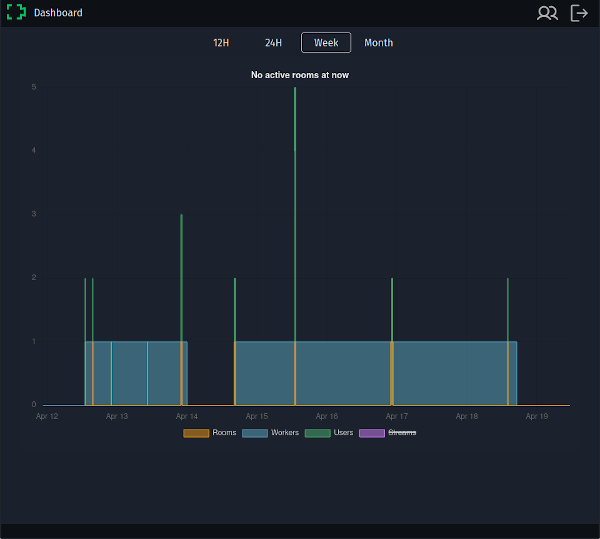 Dashboard
12H 24H Week Month
No active rooms at now
5
4
3
2
1
0
Apr 12 Apr 13 Apr 14 Apr 15 Apr 16 Apr 17 Apr 18 Apr 19
Rooms Workers Users Streams